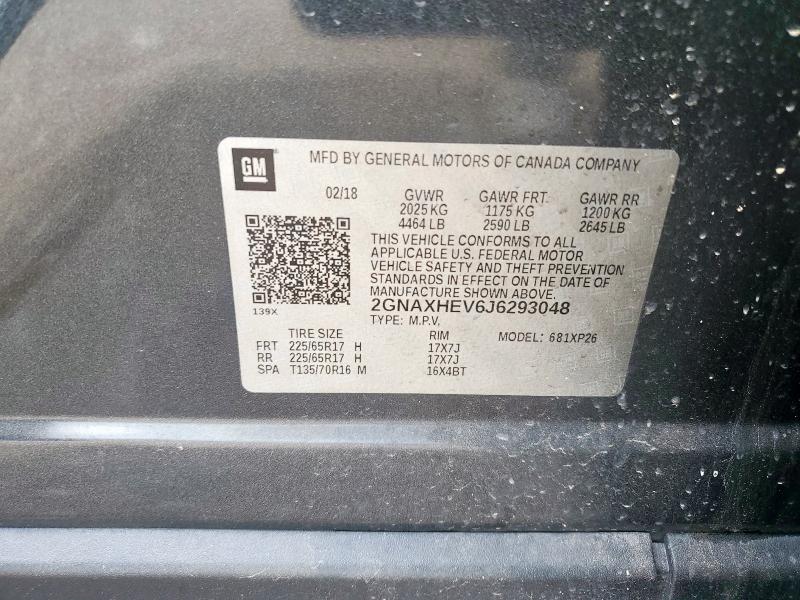 GM
MFD BY GENERAL MOTORS OF CANADA COMPANY
02/18 GVWR GAWR FRT. GAWR RR
2025 KG 1175 KG 1200 KG
4464 LB 2590 LB 2645 LB
THIS VEHICLE CONFORMS TO ALL
APPLICABLE U.S. FEDERAL MOTOR
VEHICLE SAFETY AND THEFT PREVENTION
STANDARDS IN EFFECT ON THE DATE OF
MANUFACTURE SHOWN ABOVE.
139X 2GNAXHEV6J6293048
TYPE: M.P.V.
TIRE SIZE RIM MODEL: 681XP26
FRT 225/65R17 H 17X7J
RR 225/65R17 H 17X7J
SPA T135/70R16 M 16X4BT